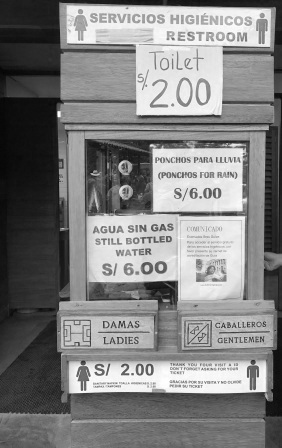 SERVICIOS HIGIÉNICOS
RESTROOM
ToiLet
S/. 2.00
PONCHOS PARA LLUVIA
(PONCHOS FOR RAIN)
S/6.00
AGUA SIN GAS
STILL BOTTLED
WATER
S/ 6.00
COMUNICADO
DAMAS
LADIES
CABALLEROS
GENTLEMEN
S/ 2.00
THANK YOU YOUR VISIT & DO
DON´T FORGET ASKING FOR YOUR
TICKET
GRACIAS POR SU VISITA Y NO OLVIDE
PEDIR SU TICKET